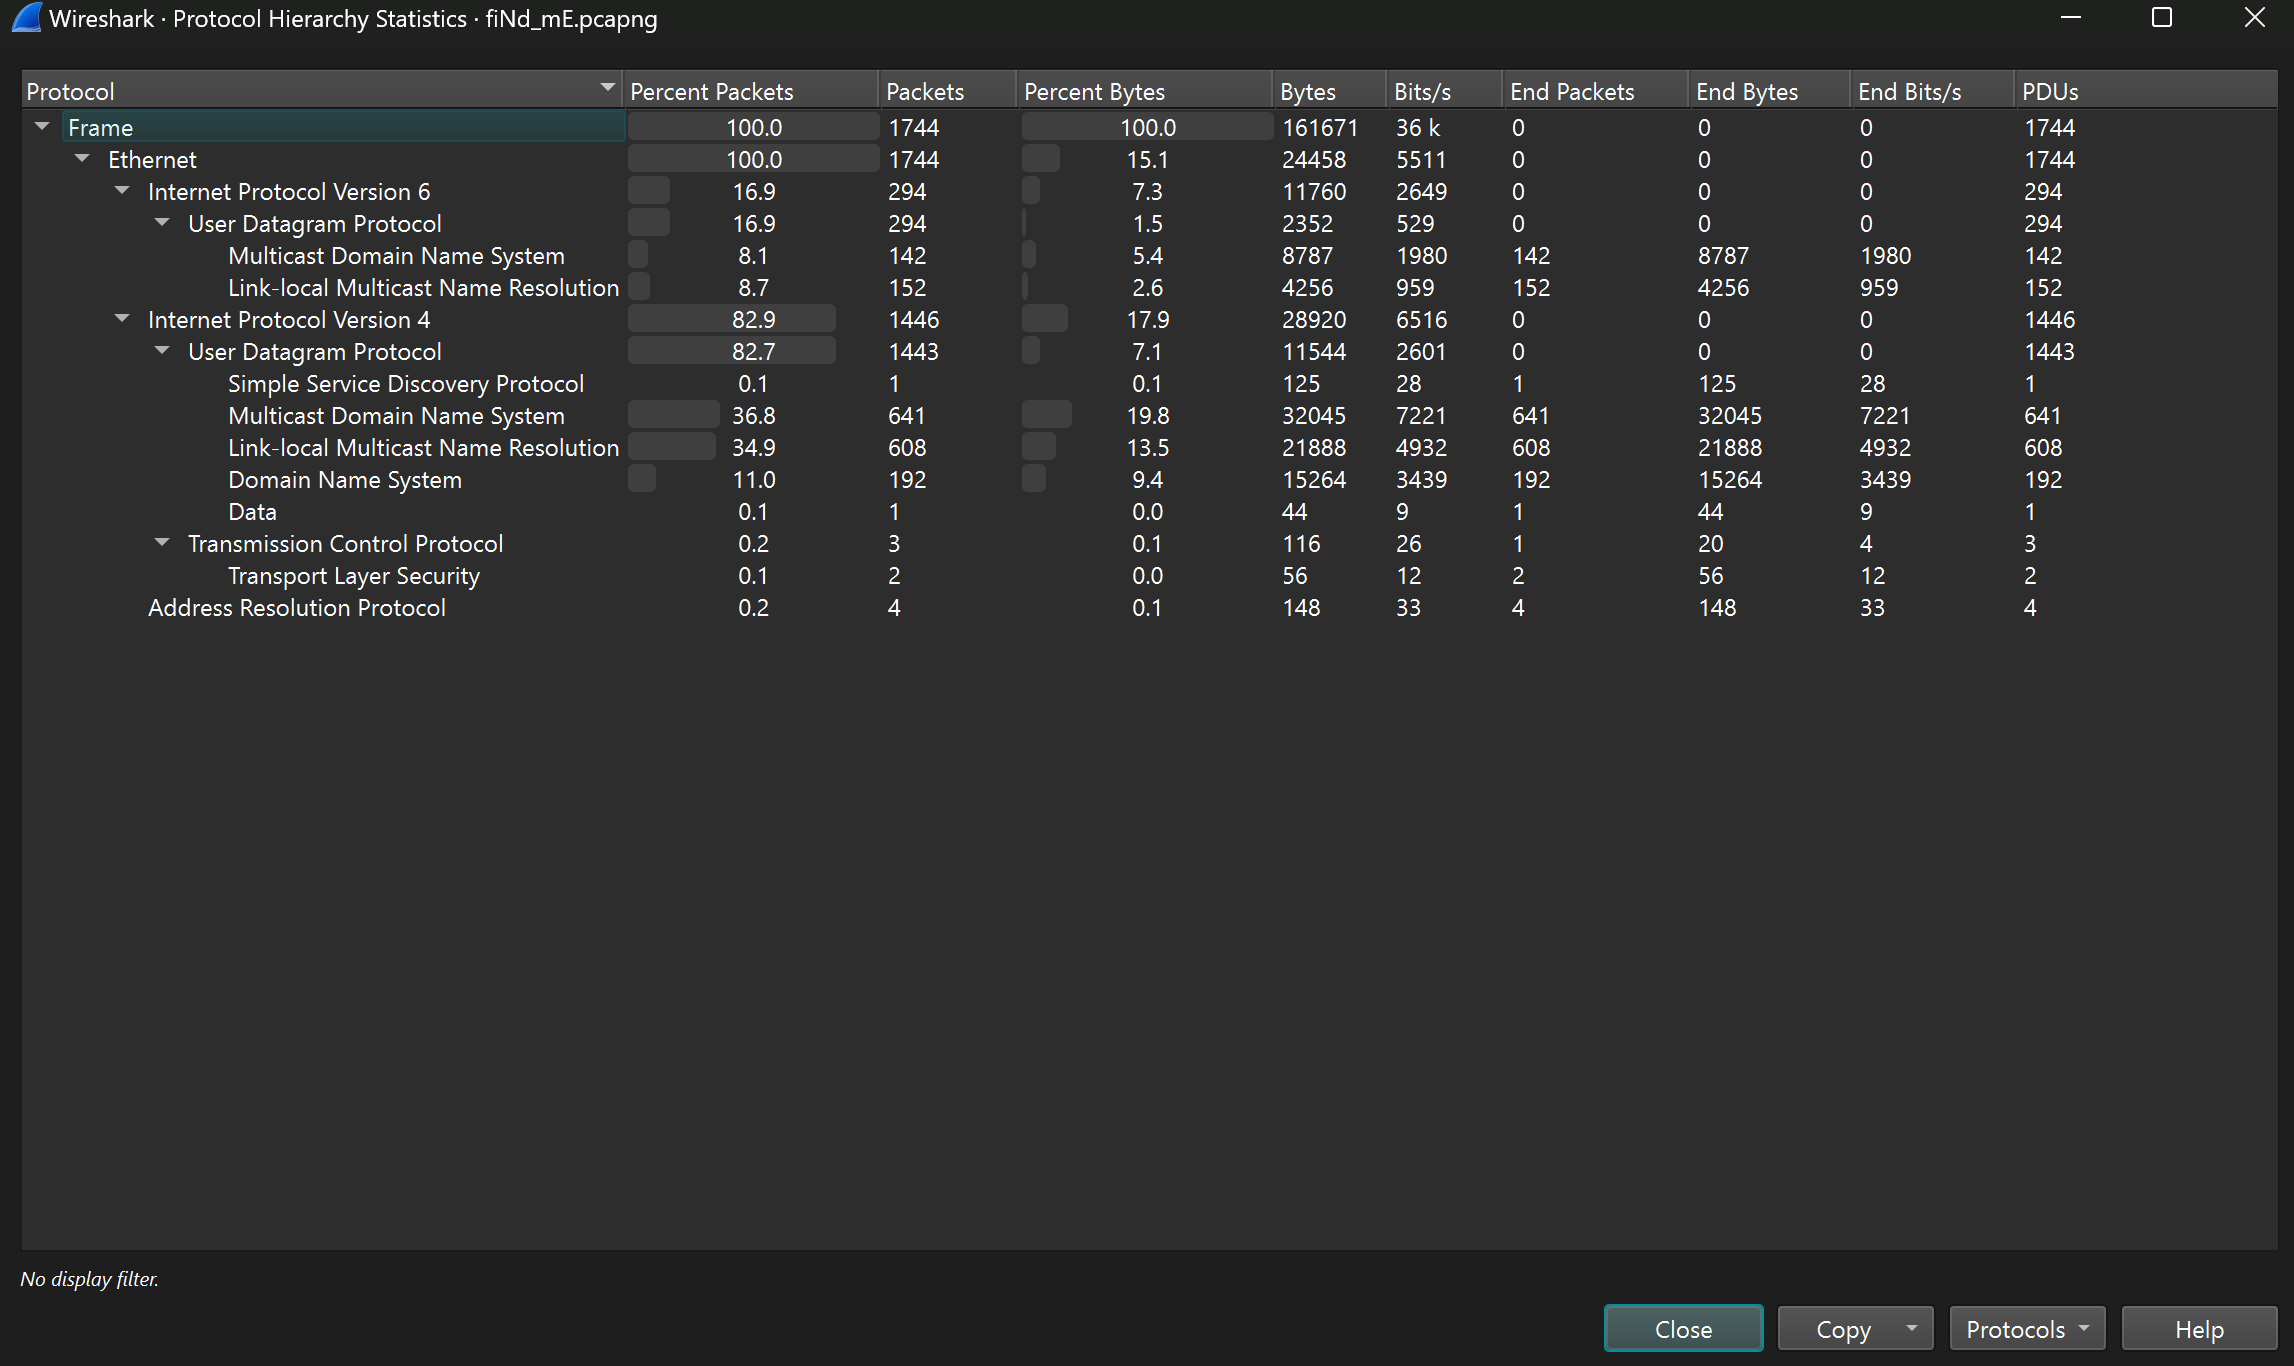 Wireshark · Protocol Hierarchy Statistics · fiNd_mE.pcapng
Protocol Percent Packets Packets Percent Bytes Bytes Bits/s End Packets End Bytes End Bits/s PDUs
Frame 100.0 1744 100.0 161671 36 k 0 0 0 1744
Ethernet 100.0 1744 15.1 24458 5511 0 0 0 1744
Internet Protocol Version 6 16.9 294 7.3 11760 2649 0 0 0 294
User Datagram Protocol 16.9 294 1.5 2352 529 0 0 0 294
Multicast Domain Name System 8.1 142 5.4 8787 1980 142 8787 1980 142
Link-local Multicast Name Resolution 8.7 152 2.6 4256 959 152 4256 959 152
Internet Protocol Version 4 82.9 1446 17.9 28920 6516 0 0 0 1446
User Datagram Protocol 82.7 1443 7.1 11544 2601 0 0 0 1443
Simple Service Discovery Protocol 0.1 1 0.1 125 28 1 125 28 1
Multicast Domain Name System 36.8 641 19.8 32045 7221 641 32045 7221 641
Link-local Multicast Name Resolution 34.9 608 13.5 21888 4932 608 21888 4932 608
Domain Name System 11.0 192 9.4 15264 3439 192 15264 3439 192
Data 0.1 1 0.0 44 9 1 44 9 1
Transmission Control Protocol 0.2 3 0.1 116 26 1 20 4 3
Transport Layer Security 0.1 2 0.0 56 12 2 56 12 2
Address Resolution Protocol 0.2 4 0.1 148 33 4 148 33 4
No display filter.
Close Copy Protocols Help